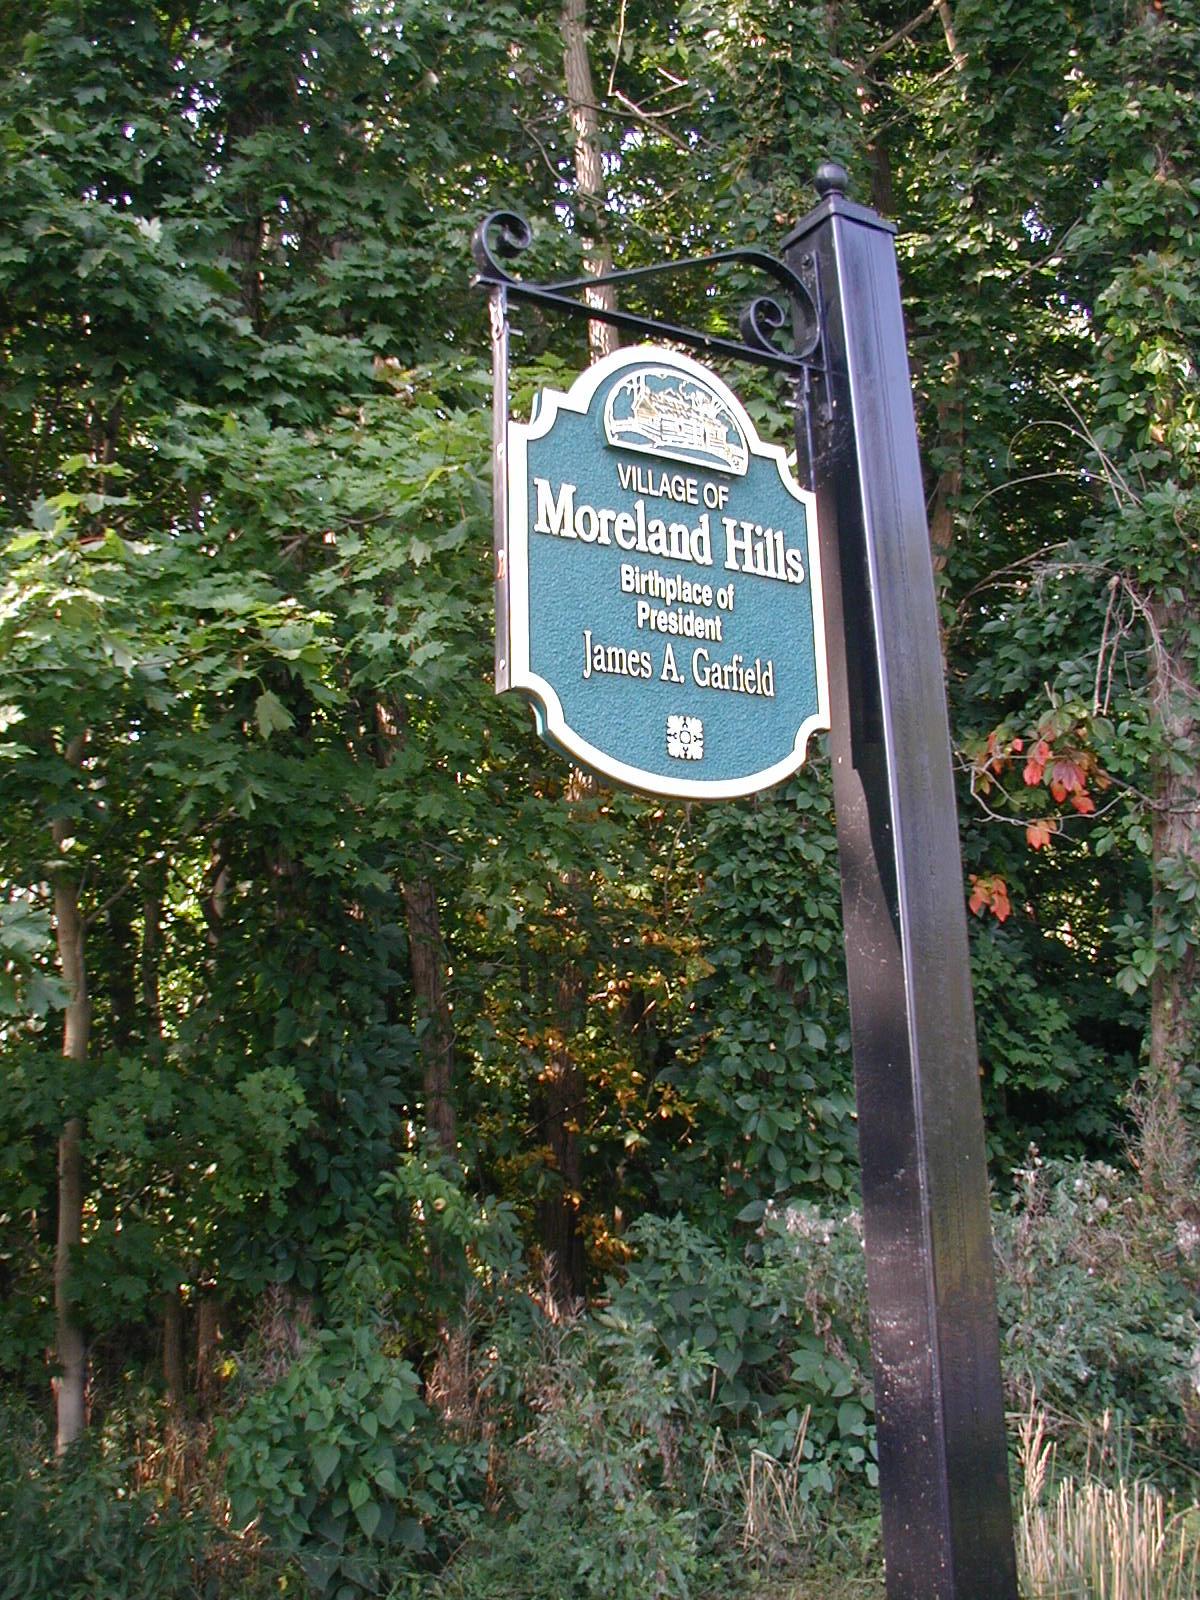 VILLAGE OF
Moreland Hills
Birthplace of
President
James A. Garfield